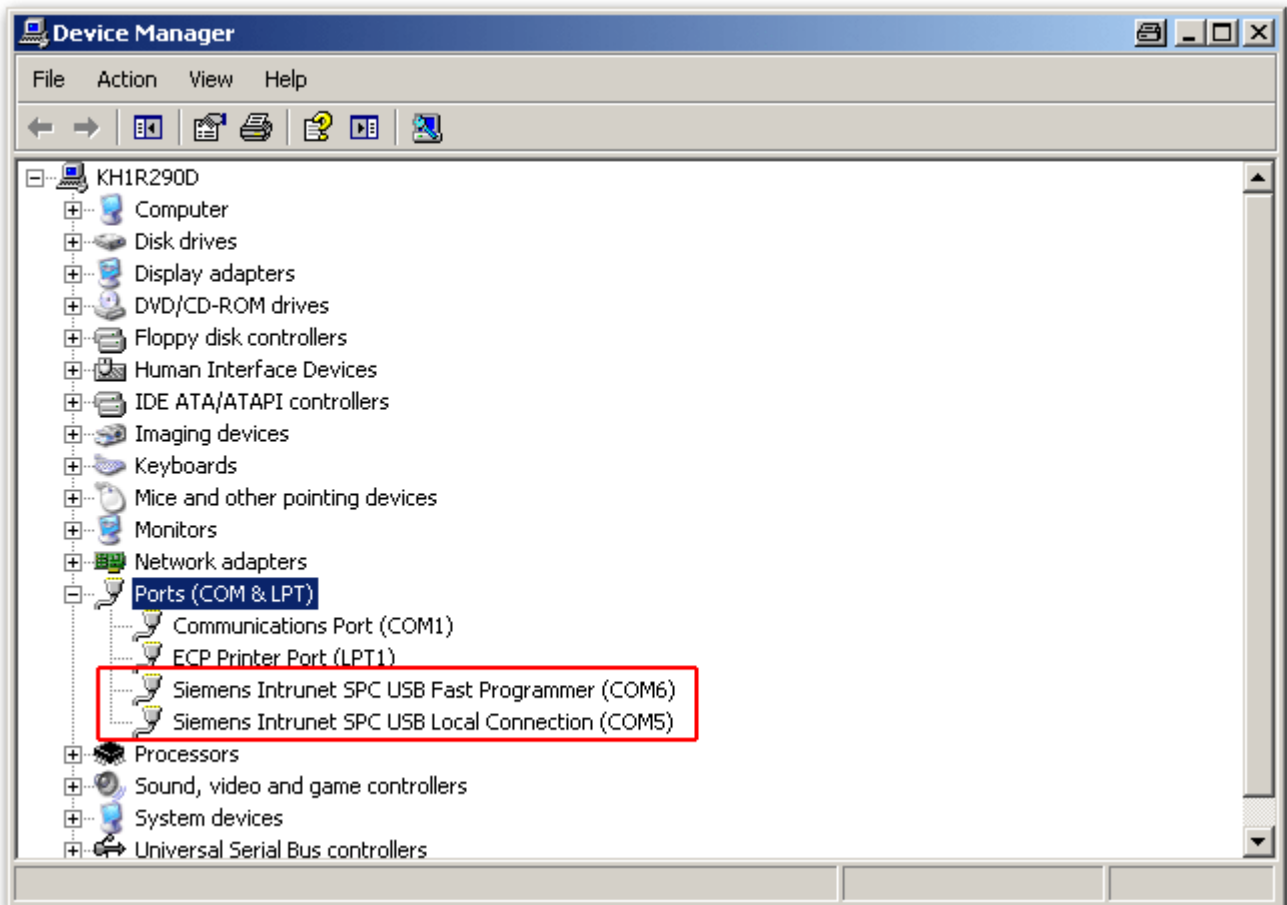 Device Manager
File Action View Help
KH1R290D
Computer
Disk drives
Display adapters
DVD/CD-ROM drives
Floppy disk controllers
Human Interface Devices
IDE ATA/ATAPI controllers
Imaging devices
Keyboards
Mice and other pointing devices
Monitors
Network adapters
Ports (COM & LPT)
Communications Port (COM1)
ECP Printer Port (LPT1)
Siemens Intrunet SPC USB Fast Programmer (COM6)
Siemens Intrunet SPC USB Local Connection (COM5)
Processors
Sound, video and game controllers
System devices
Universal Serial Bus controllers